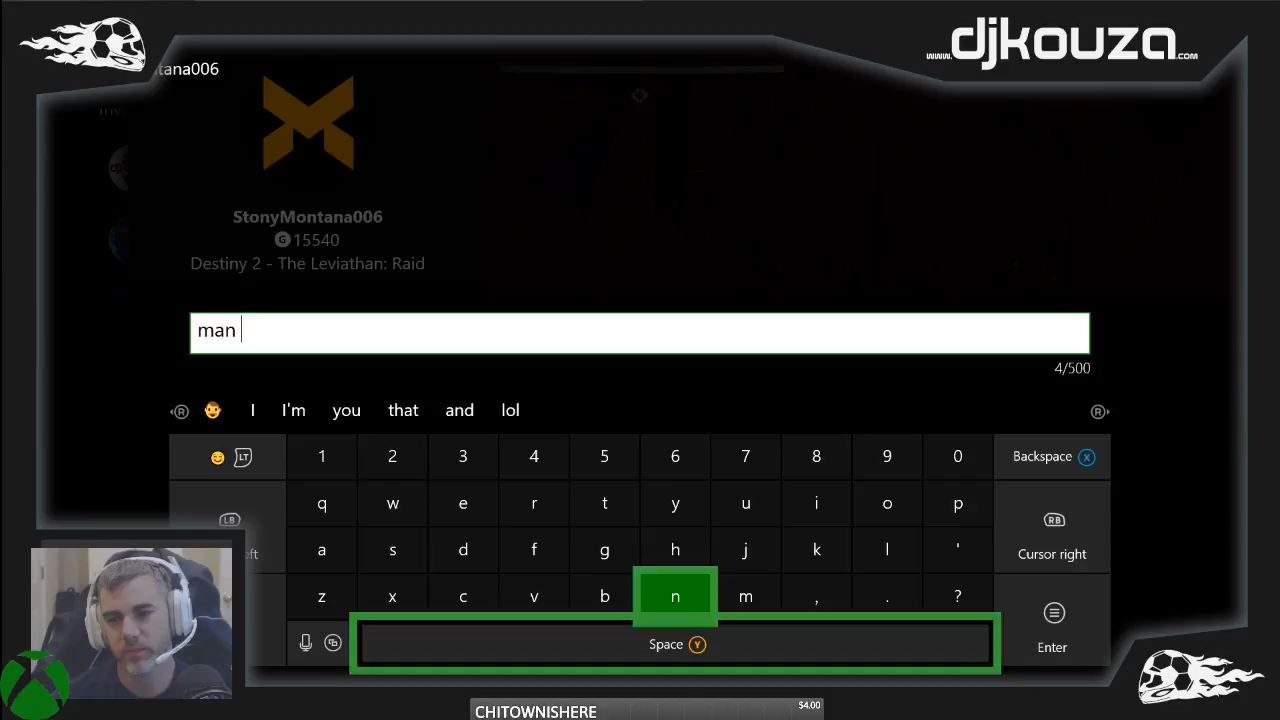 www.djkouza.com
tana006
StonyMontana006
G 15540
Destiny 2 - The Leviathan: Raid
man
4/500
R I I'm you that and lol R
LT 1 2 3 4 5 6 7 8 9 0 Backspace X
LB q w e r t y u i o p RB
eft a s d f g h j k l ' Cursor right
z x c v b n m , . ? Enter
Space Y
CHITOWNISHERE $4.00